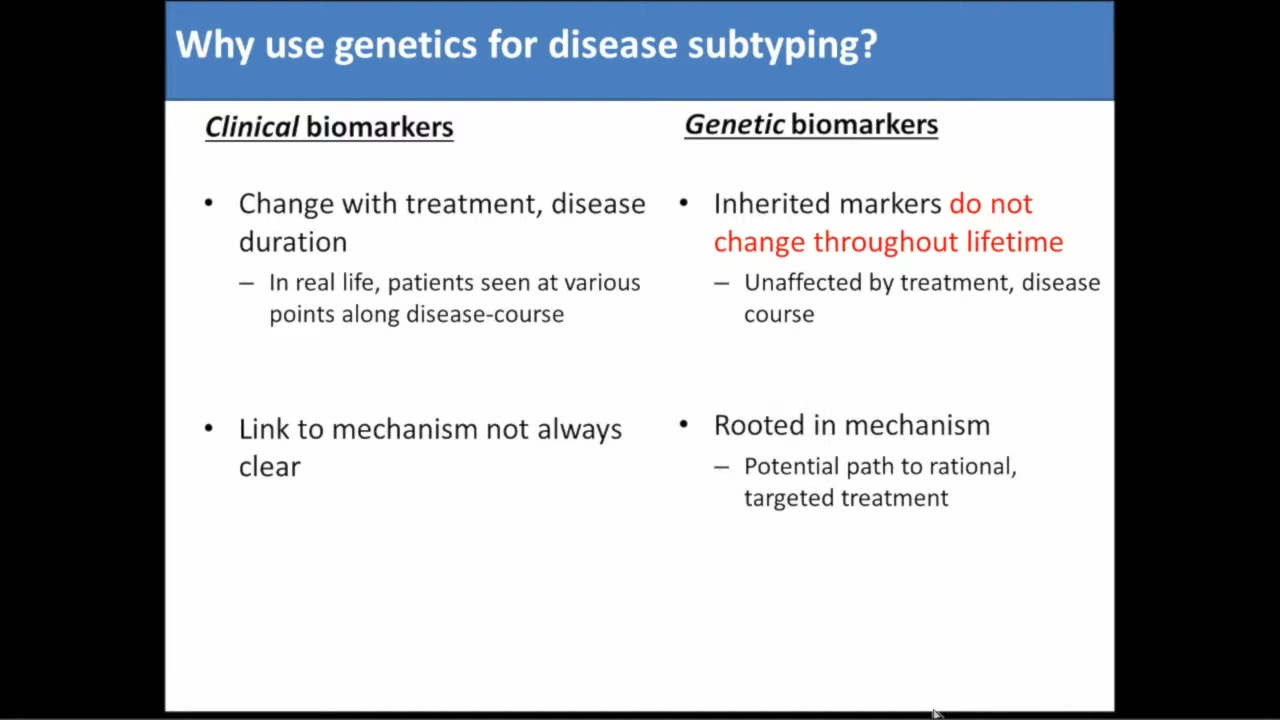 Why use genetics for disease subtyping?
Clinical biomarkers
• Change with treatment, disease
duration
– In real life, patients seen at various
points along disease-course
• Link to mechanism not always
clear
Genetic biomarkers
• Inherited markers do not
change throughout lifetime
– Unaffected by treatment, disease
course
• Rooted in mechanism
– Potential path to rational,
targeted treatment